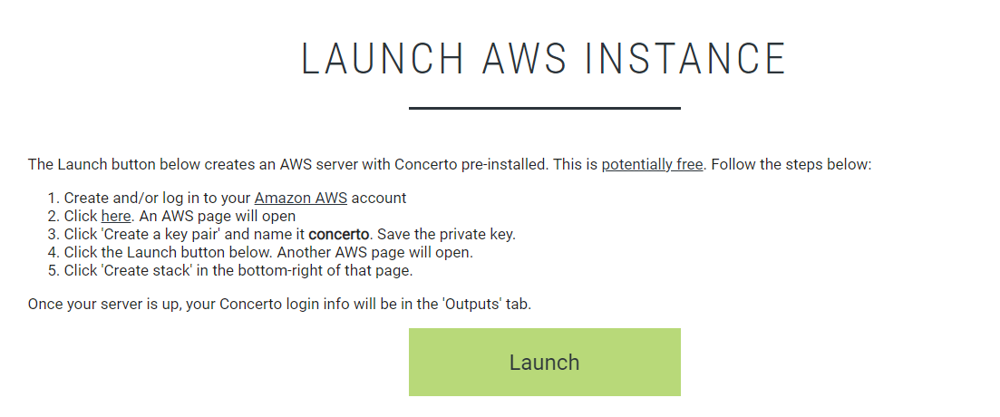 LAUNCH AWS INSTANCE
The Launch button below creates an AWS server with Concerto pre-installed. This is potentially free. Follow the steps below:
1. Create and/or log in to your Amazon AWS account
2. Click here. An AWS page will open
3. Click 'Create a key pair' and name it concerto. Save the private key.
4. Click the Launch button below. Another AWS page will open.
5. Click 'Create stack' in the bottom-right of that page.
Once your server is up, your Concerto login info will be in the 'Outputs' tab.
Launch